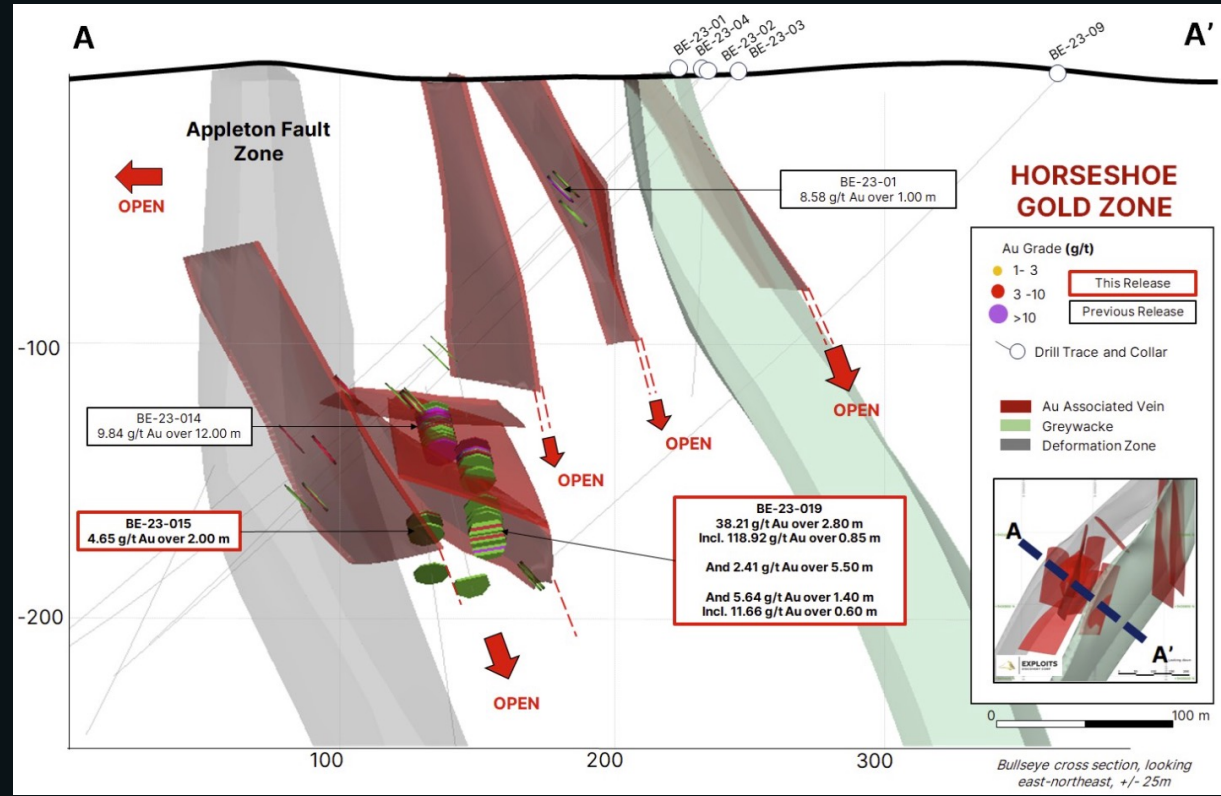 A
A’
BE-23-01
BE-23-04
BE-23-02
BE-23-03
BE-23-09
Appleton Fault
Zone
OPEN
BE-23-01
8.58 g/t Au over 1.00 m
HORSESHOE
GOLD ZONE
Au Grade (g/t)
1- 3
3 -10
>10
This Release
Previous Release
Drill Trace and Collar
Au Associated Vein
Greywacke
Deformation Zone
-100
OPEN
OPEN
OPEN
BE-23-014
9.84 g/t Au over 12.00 m
BE-23-015
4.65 g/t Au over 2.00 m
BE-23-019
38.21 g/t Au over 2.80 m
Incl. 118.92 g/t Au over 0.85 m
And 2.41 g/t Au over 5.50 m
And 5.64 g/t Au over 1.40 m
Incl. 11.66 g/t Au over 0.60 m
-200
OPEN
A
A’
EXPLOITS
0
100 m
100
200
300
Bullseye cross section, looking
east-northeast, +/- 25m